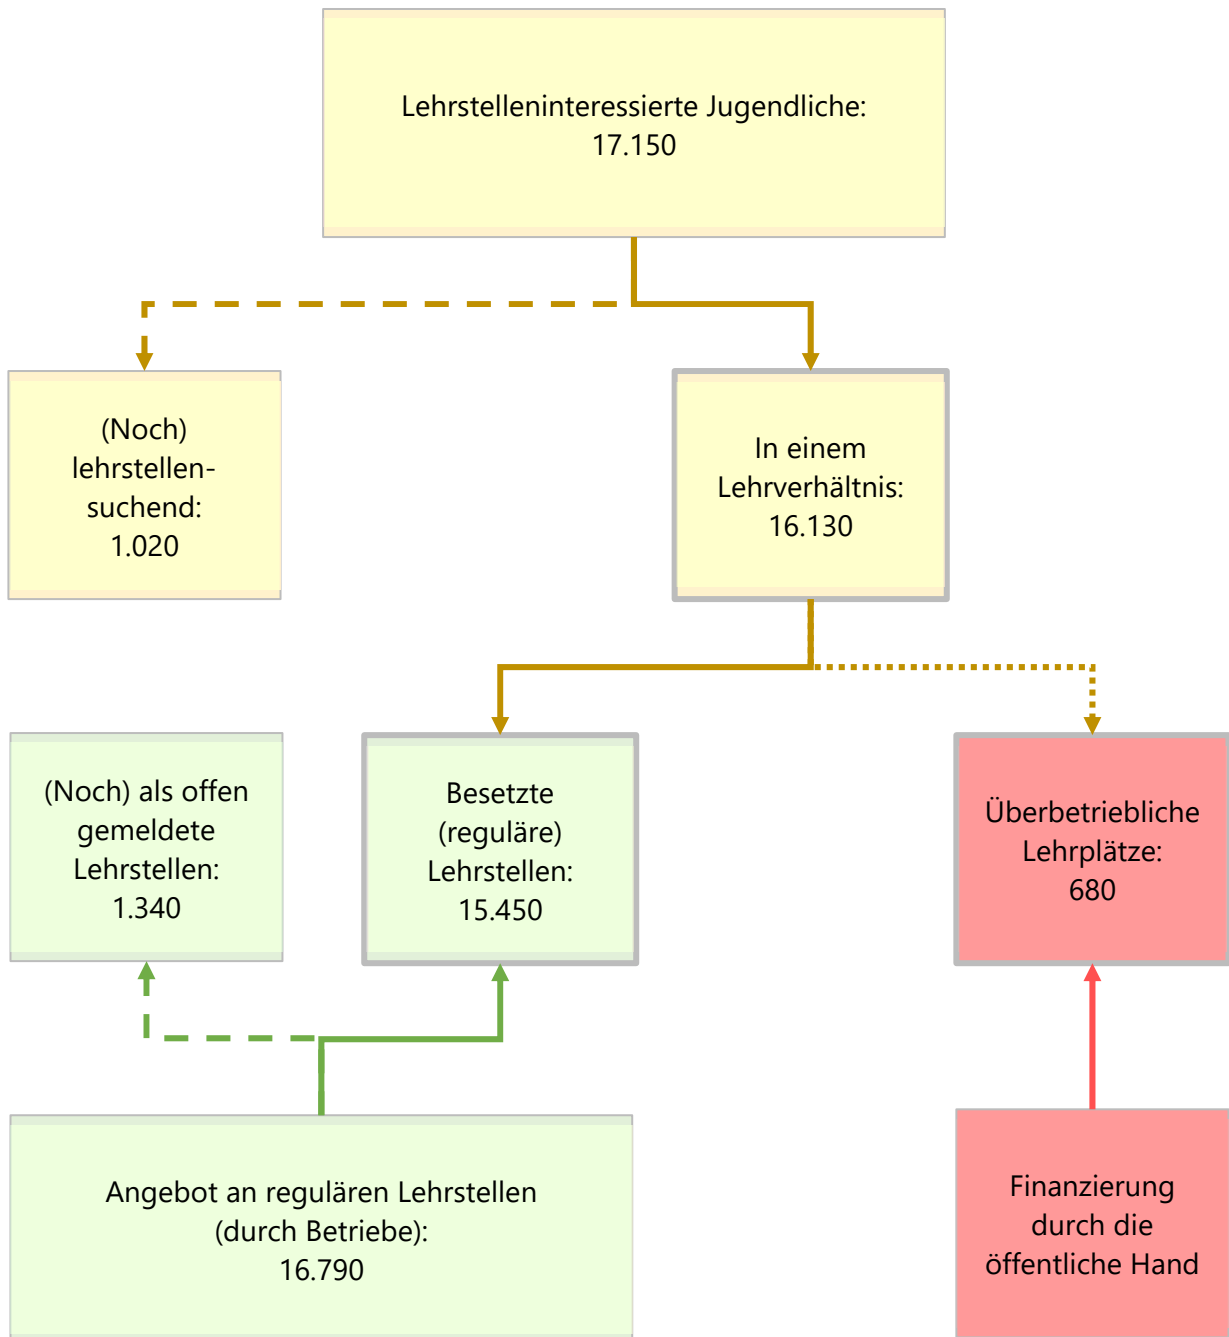 Lehrstelleninteressierte Jugendliche:
17.150
(Noch)
lehrstellen-
suchend:
1.020
In einem
Lehrverhältnis:
16.130
(Noch) als offen
gemeldete
Lehrstellen:
1.340
Besetzte
(reguläre)
Lehrstellen:
15.450
Überbetriebliche
Lehrplätze:
680
Angebot an regulären Lehrstellen
(durch Betriebe):
16.790
Finanzierung
durch die
öffentliche Hand